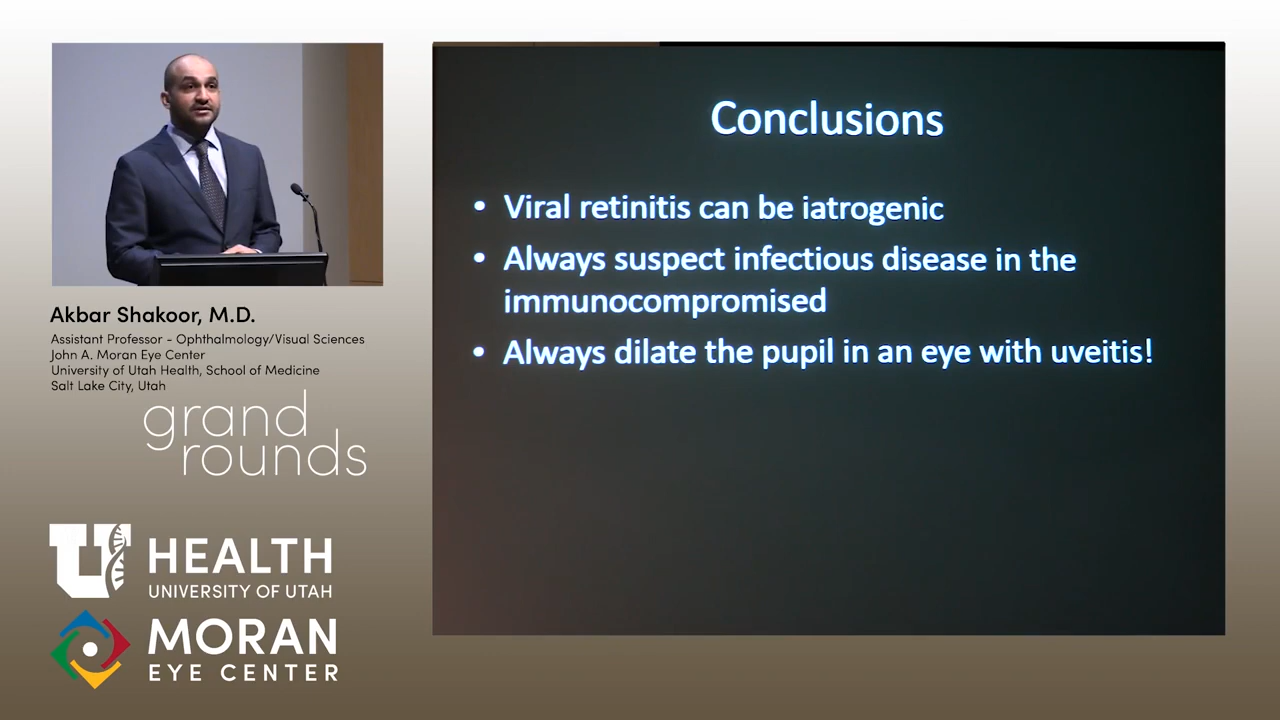 Akbar Shakoor, M.D.
Assistant Professor - Ophthalmology/Visual Sciences
John A. Moran Eye Center
University of Utah Health, School of Medicine
Salt Lake City, Utah
grand
rounds
U HEALTH
UNIVERSITY OF UTAH
MORAN
EYE CENTER
Conclusions
• Viral retinitis can be iatrogenic
• Always suspect infectious disease in the
immunocompromised
• Always dilate the pupil in an eye with uveitis!